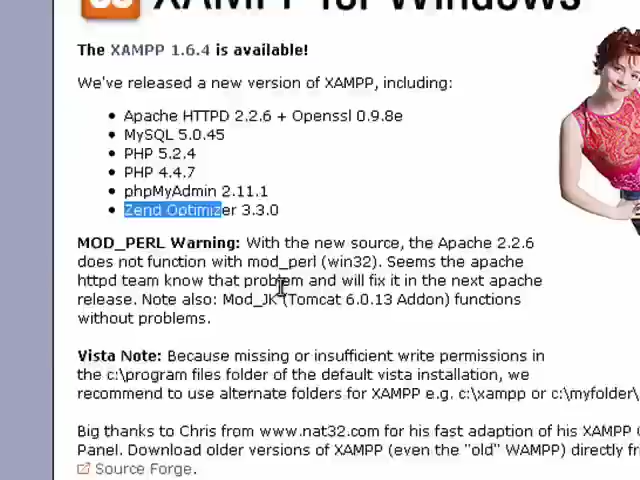 XAMPP for Windows
The XAMPP 1.6.4 is available!
We've released a new version of XAMPP, including:
• Apache HTTPD 2.2.6 + Openssl 0.9.8e
• MySQL 5.0.45
• PHP 5.2.4
• PHP 4.4.7
• phpMyAdmin 2.11.1
• Zend Optimizer 3.3.0
MOD_PERL Warning: With the new source, the Apache 2.2.6
does not function with mod_perl (win32). Seems the apache
httpd team know that problem and will fix it in the next apache
release. Note also: Mod_JK (Tomcat 6.0.13 Addon) functions
without problems.
Vista Note: Because missing or insufficient write permissions in
the c:\program files folder of the default vista installation, we
recommend to use alternate folders for XAMPP e.g. c:\xampp or c:\myfolder\
Big thanks to Chris from www.nat32.com for his fast adaption of his XAMPP
Panel. Download older versions of XAMPP (even the "old" WAMPP) directly
Source Forge.